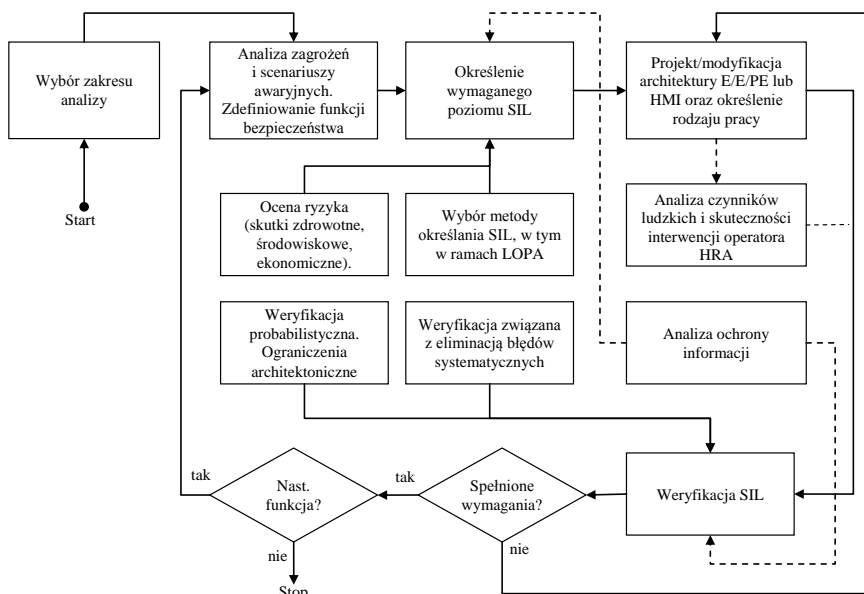 Wybór zakresu
analizy
Start
Analiza zagrożeń
i scenariuszy
awaryjnych.
Zdefiniowanie funkcji
bezpieczeństwa
Określenie
wymaganego
poziomu SIL
Projekt/modyfikacja
architektury E/E/PE lub
HMI oraz określenie
rodzaju pracy
Ocena ryzyka
(skutki zdrowotne,
środowiskowe,
ekonomiczne).
Wybór metody
określania SIL, w tym
w ramach LOPA
Analiza czynników
ludzkich i skuteczności
interwencji operatora
HRA
Weryfikacja
probabilistyczna.
Ograniczenia
architektoniczne
Weryfikacja związana
z eliminacją błędów
systematycznych
Analiza ochrony
informacji
tak
Nast.
funkcja?
nie
Stop
tak
Spełnione
wymagania?
nie
Weryfikacja SIL